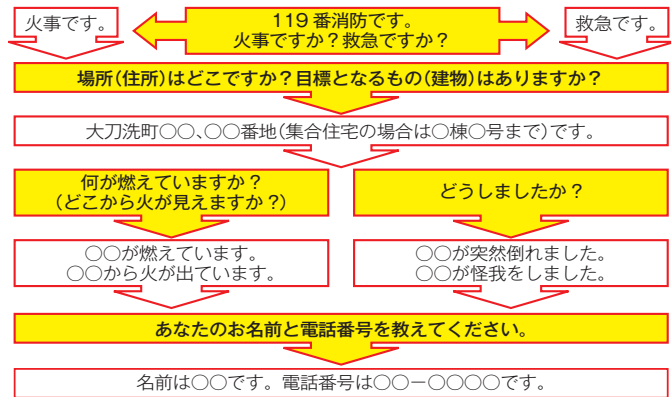 火事です。
119番消防です。
火事ですか?救急ですか?
救急です。
場所(住所)はどこですか?目標となるもの(建物)はありますか?
大刀洗町○○、○○番地(集合住宅の場合は○棟○号まで)です。
何が燃えていますか?
(どこから火が見えますか?)
どうしましたか?
○○が燃えています。
○○から火が出ています。
○○が突然倒れました。
○○が怪我をしました。
あなたのお名前と電話番号を教えてください。
名前は○○です。電話番号は○○−○○○○です。